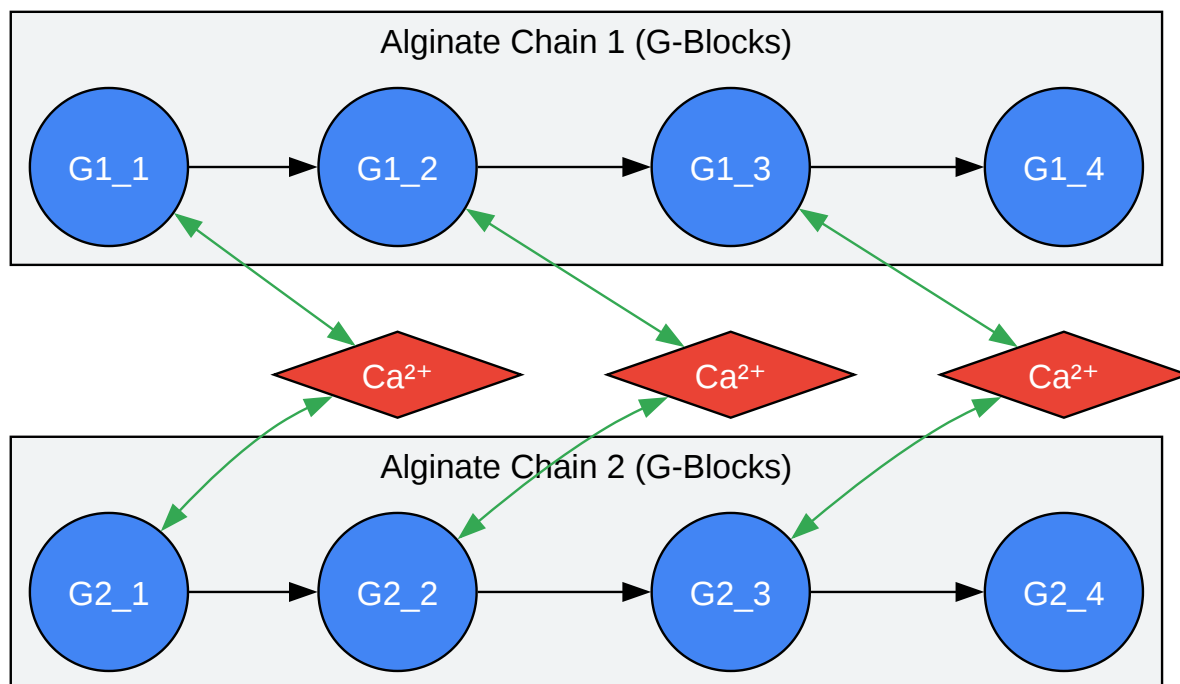 Alginate Chain 1 (G-Blocks)
G1_1
G1_2
G1_3
G1_4
Ca²⁺
Ca²⁺
Ca²⁺
Alginate Chain 2 (G-Blocks)
G2_1
G2_2
G2_3
G2_4